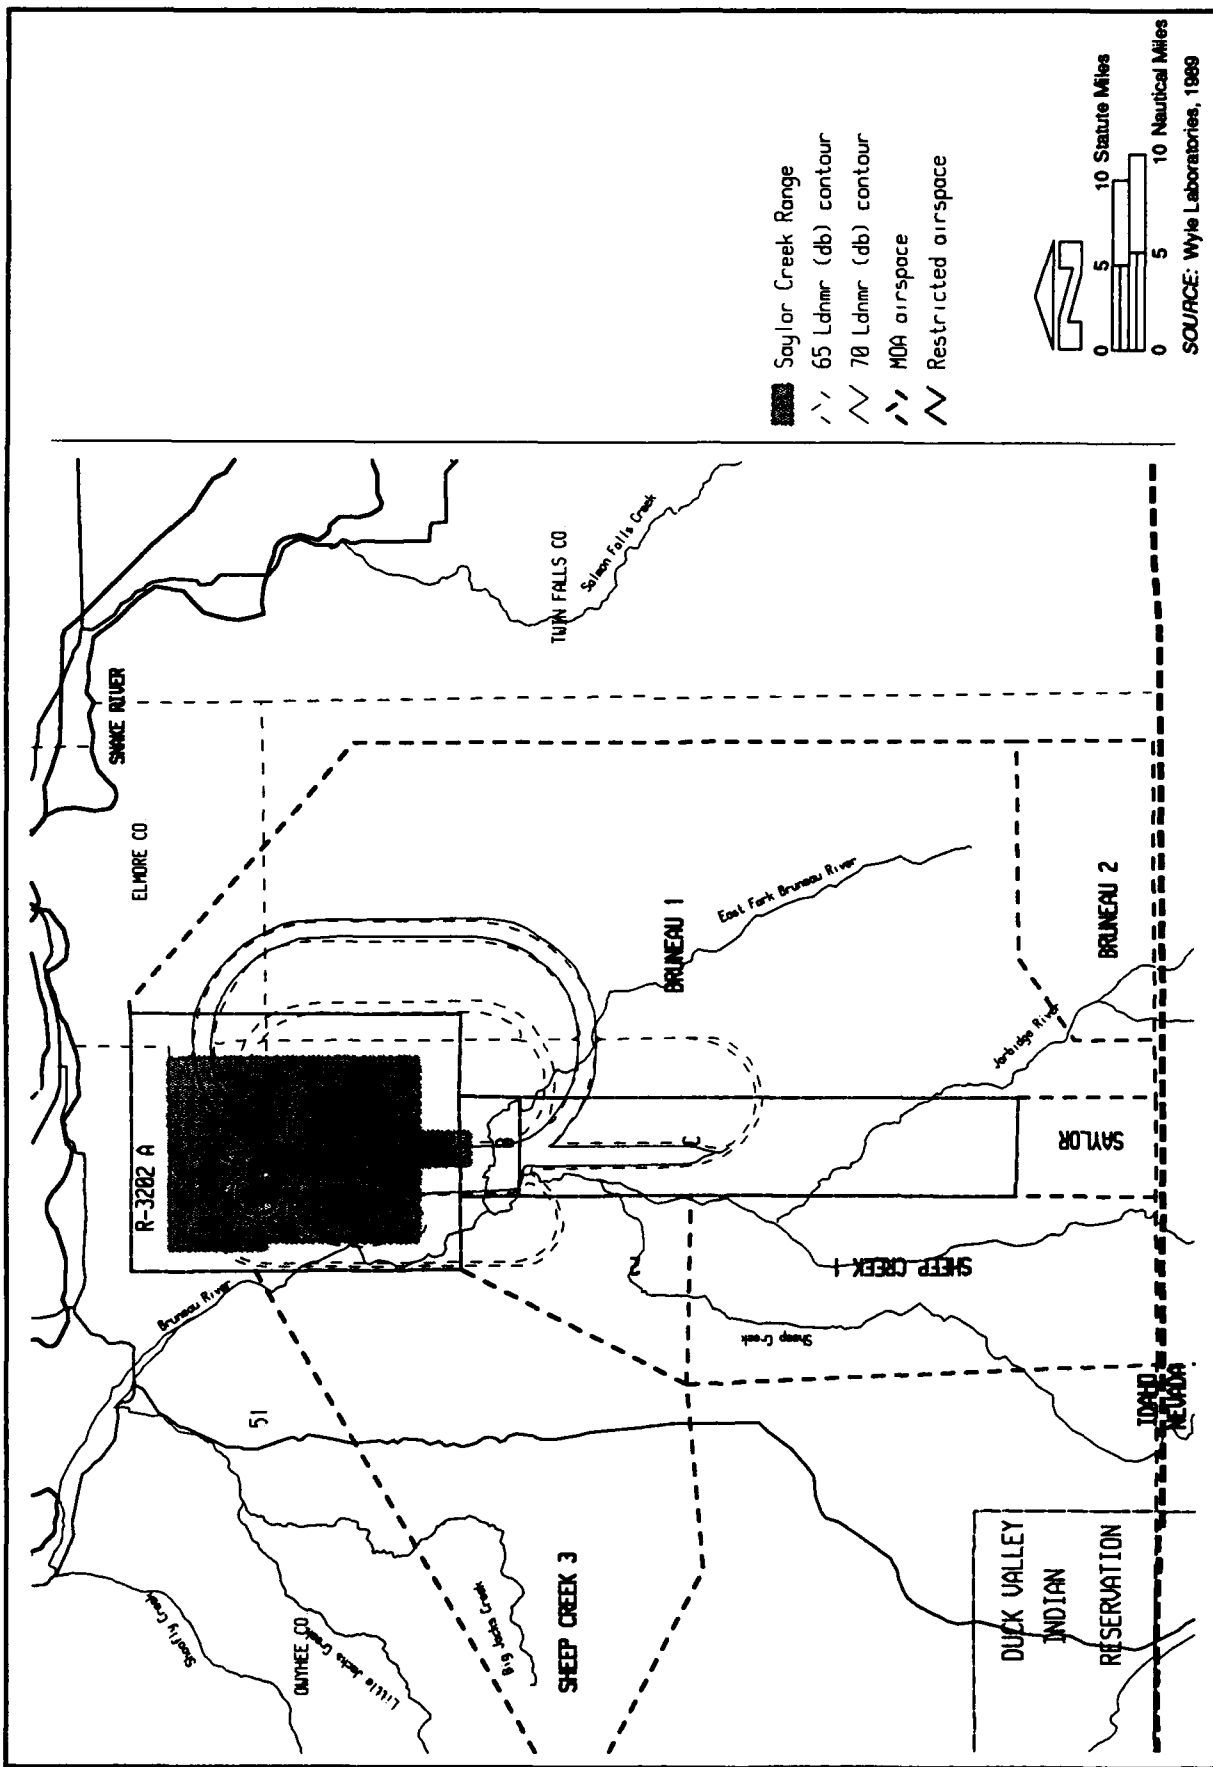 SNAKE RIVER
ELMORE CO
R-3202 A
Bruneau River
51
Shoofly Creek
OWYHEE CO
Little Jacks Creek
Big Jacks Creek
SHEEP CREEK 3
TWIN FALLS CO
Salmon Falls Creek
BRUNEAU 1
East Fork Bruneau River
B
C
2
SHEEP CREEK 1
Sheep Creek
Jarbidge River
BRUNEAU 2
SAYLOR
IDAHO
NEVADA
DUCK VALLEY
INDIAN
RESERVATION
Saylor Creek Range
65 Ldnmr (db) contour
70 Ldnmr (db) contour
MOA airspace
Restricted airspace
N
0 5 10 Statute Miles
0 5 10 Nautical Miles
SOURCE: Wyle Laboratories, 1989